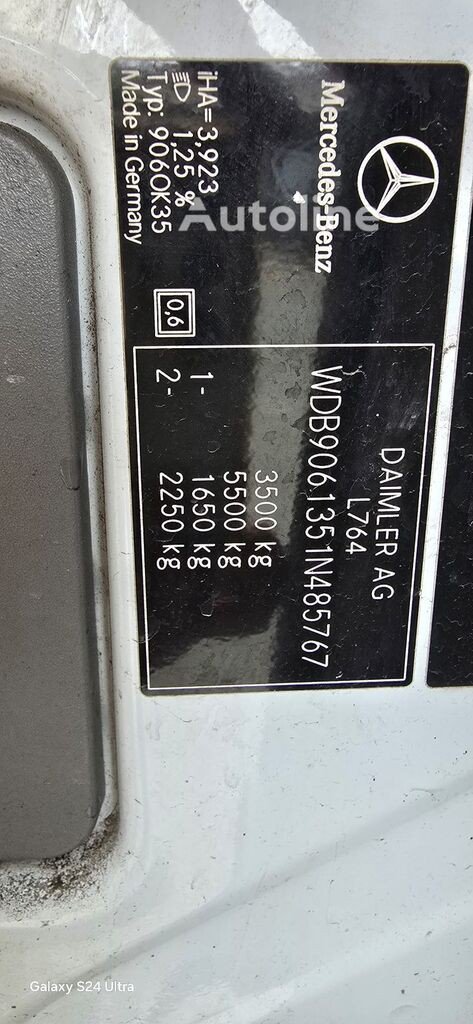 Mercedes-Benz
iHA= 3,923
1,25 %
Typ: 906OK35
Made in Germany
0,6
DAIMLER AG
L764
WDB9061351N485767
3500 kg
5500 kg
1- 1650 kg
2- 2250 kg
Autoline
Galaxy S24 Ultra